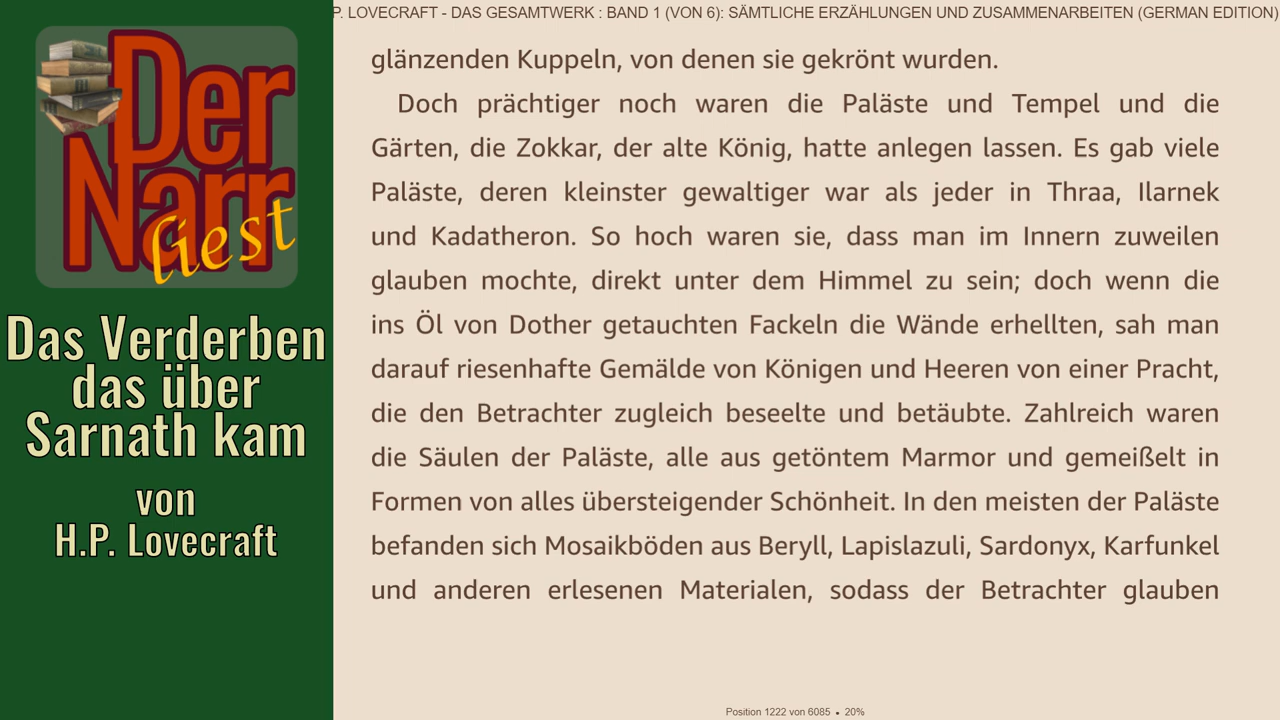 Der
Narr
liest
Das Verderben
das über
Sarnath kam
von
H.P. Lovecraft
P. LOVECRAFT - DAS GESAMTWERK : BAND 1 (VON 6): SÄMTLICHE ERZÄHLUNGEN UND ZUSAMMENARBEITEN (GERMAN EDITION)
glänzenden Kuppeln, von denen sie gekrönt wurden.
Doch prächtiger noch waren die Paläste und Tempel und die
Gärten, die Zokkar, der alte König, hatte anlegen lassen. Es gab viele
Paläste, deren kleinster gewaltiger war als jeder in Thraa, Ilarnek
und Kadatheron. So hoch waren sie, dass man im Innern zuweilen
glauben mochte, direkt unter dem Himmel zu sein; doch wenn die
ins Öl von Dother getauchten Fackeln die Wände erhellten, sah man
darauf riesenhafte Gemälde von Königen und Heeren von einer Pracht,
die den Betrachter zugleich beseelte und betäubte. Zahlreich waren
die Säulen der Paläste, alle aus getöntem Marmor und gemeißelt in
Formen von alles übersteigender Schönheit. In den meisten der Paläste
befanden sich Mosaikböden aus Beryll, Lapislazuli, Sardonyx, Karfunkel
und anderen erlesenen Materialen, sodass der Betrachter glauben
Position 1222 von 6085 • 20%